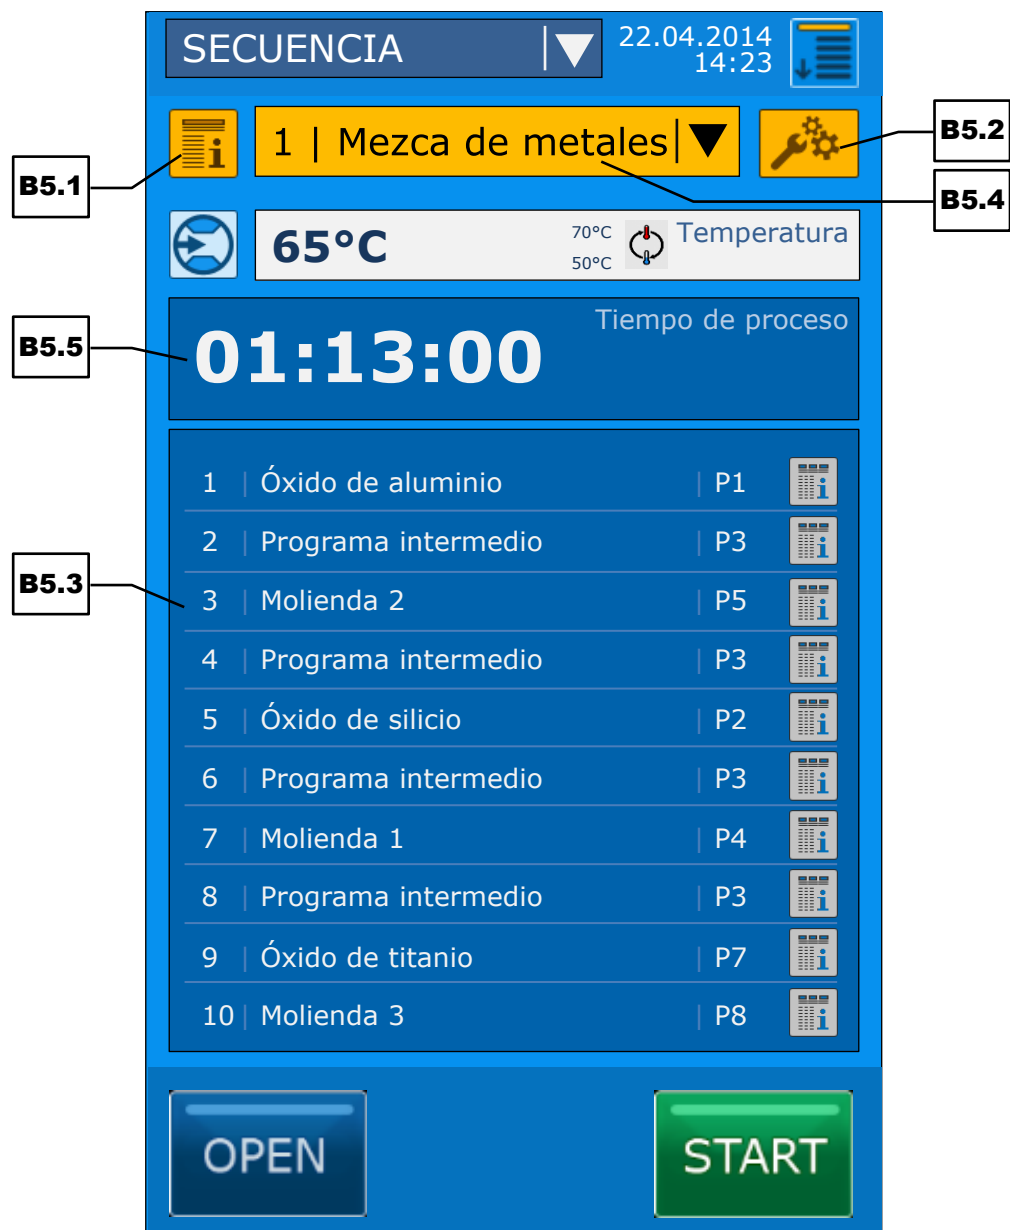 SECUENCIA
22.04.2014
14:23
1 | Mezca de metales
B5.2
B5.1
B5.4
65°C
70°C
50°C
Temperatura
Tiempo de proceso
B5.5
01:13:00
1 | Óxido de aluminio | P1
2 | Programa intermedio | P3
B5.3
3 | Molienda 2 | P5
4 | Programa intermedio | P3
5 | Óxido de silicio | P2
6 | Programa intermedio | P3
7 | Molienda 1 | P4
8 | Programa intermedio | P3
9 | Óxido de titanio | P7
10 | Molienda 3 | P8
OPEN
START